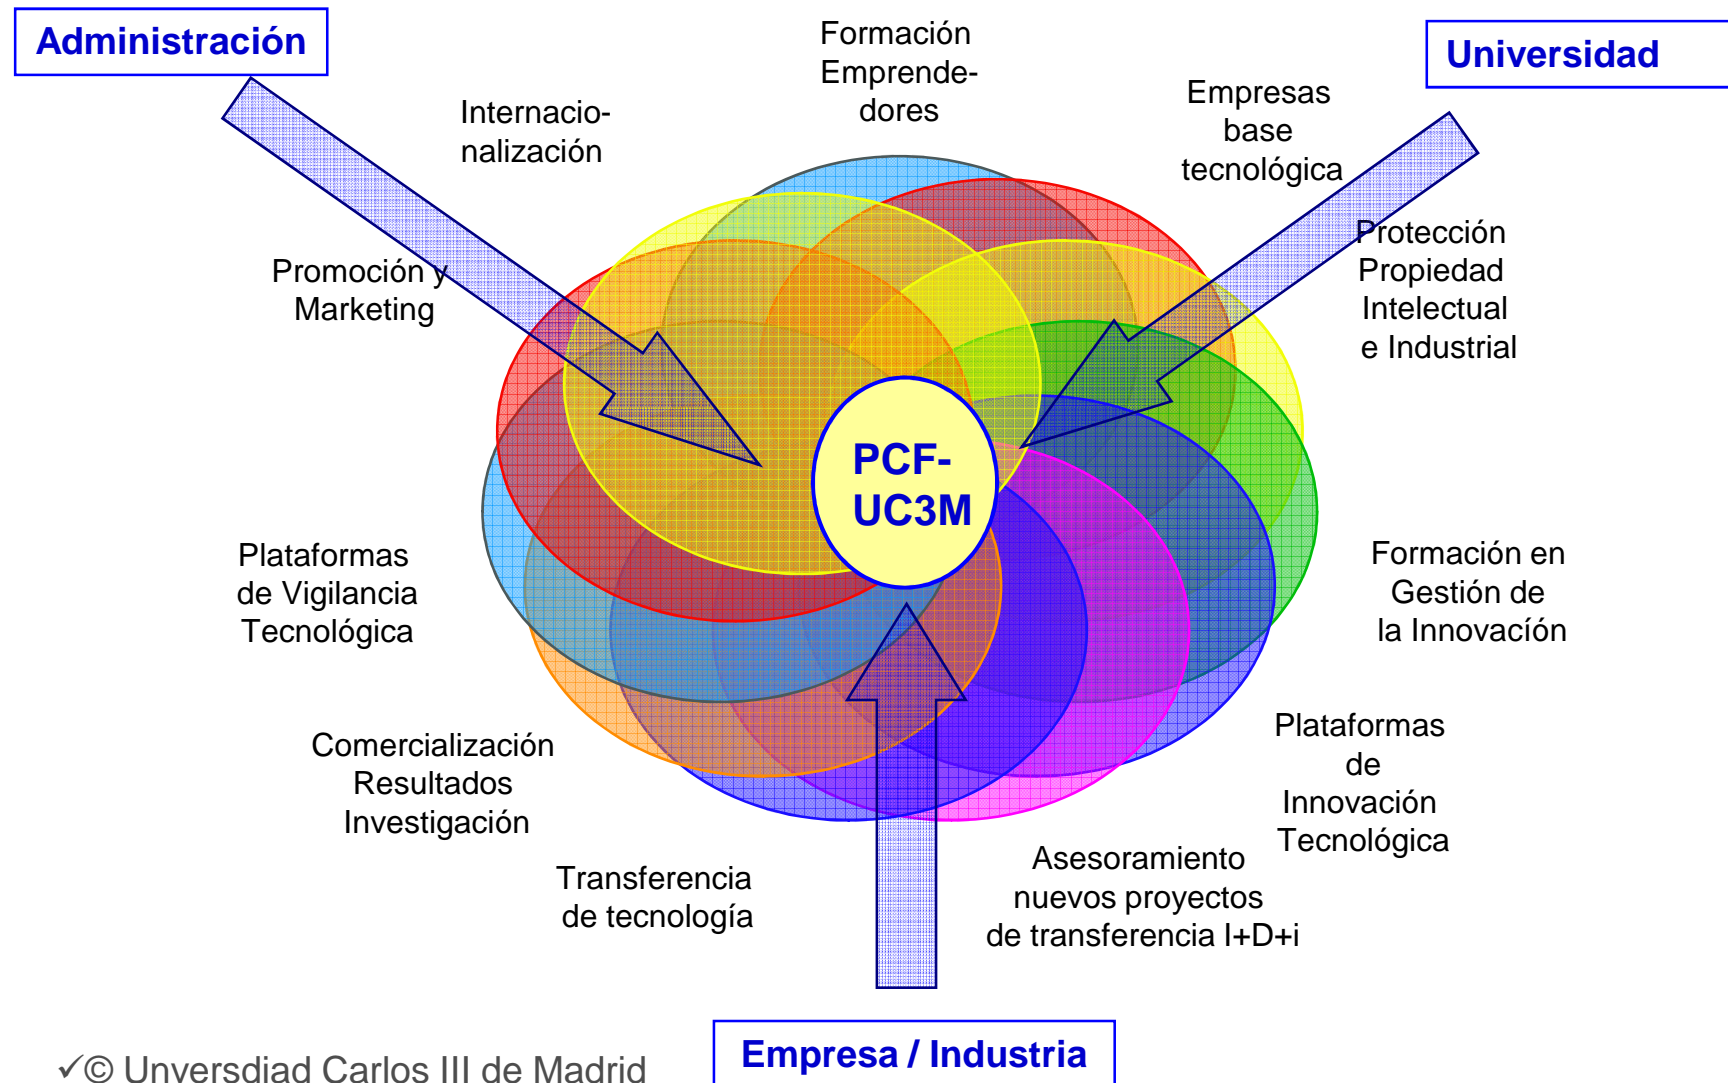 Administración
Universidad
Formación
Emprende-
dores
Internacio-
nalización
Empresas
base
tecnológica
Promoción y
Marketing
Protección
Propiedad
Intelectual
e Industrial
PCF-
UC3M
Plataformas
de Vigilancia
Tecnológica
Formación en
Gestión de
la Innovacíón
Comercialización
Resultados
Investigación
Plataformas
de
Innovación
Tecnológica
Transferencia
de tecnología
Asesoramiento
nuevos proyectos
de transferencia I+D+i
Empresa / Industria
✓© Unversdiad Carlos III de Madrid